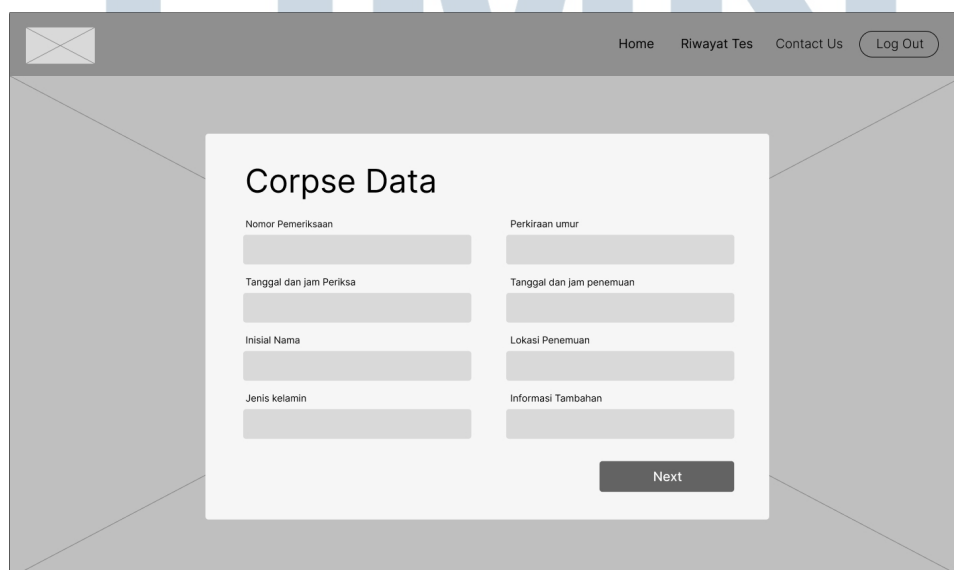 Home Riwayat Tes Contact Us Log Out
Corpse Data
Nomor Pemeriksaan Perkiraan umur
Tanggal dan jam Periksa Tanggal dan jam penemuan
Inisial Nama Lokasi Penemuan
Jenis kelamin Informasi Tambahan
Next